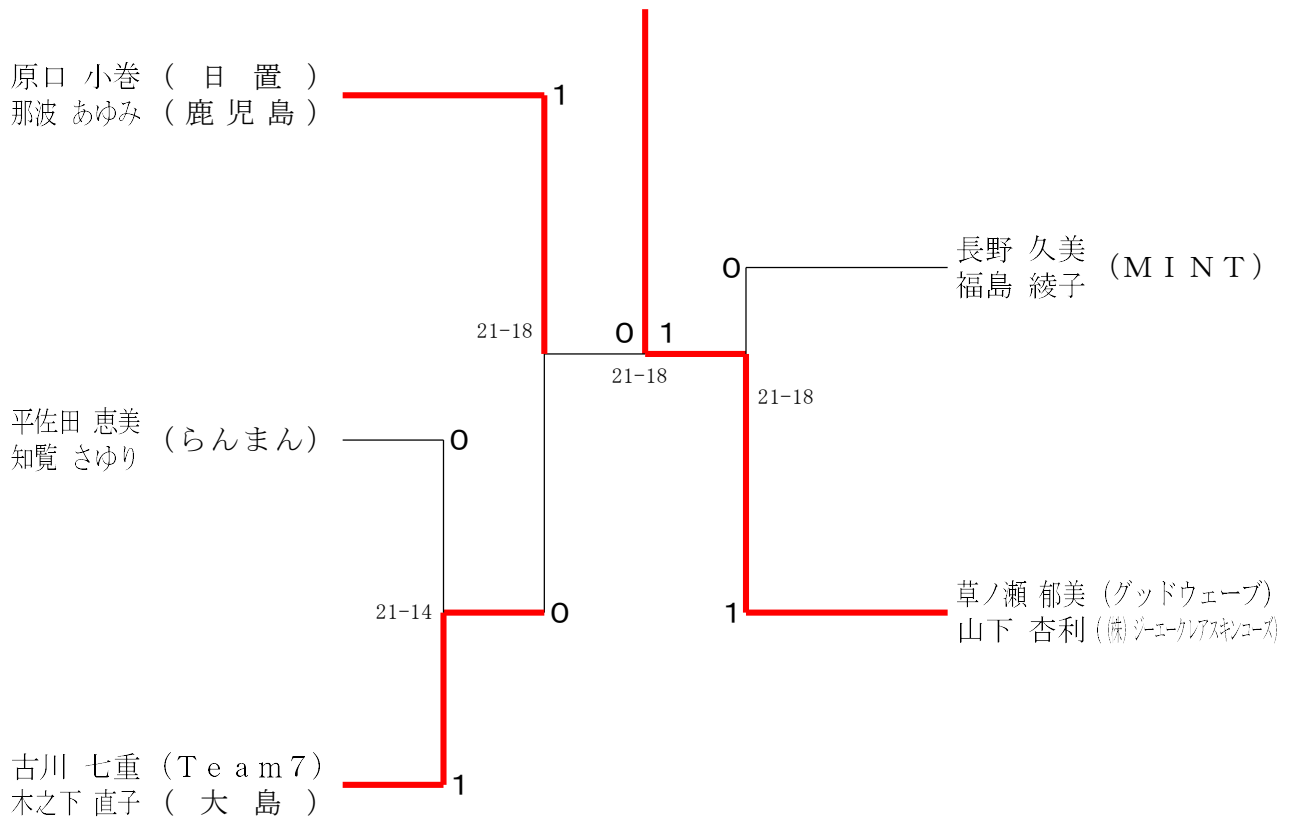 原口 小巻 ( 日 置 )
那波 あゆみ ( 鹿 児 島 )
1
長野 久美
福島 綾子
(ＭＩＮＴ)
0
21-18
0 1
21-18
21-18
平佐田 恵美
知覧 さゆり
(らんまん)
0
21-14
0
1
草ノ瀬 郁美 (グッドウェーブ)
山下 杏利 ( (株) ジーエークレアスキンコーズ)
古川 七重 (Ｔｅａｍ７)
木之下 直子 ( 大 島 )
1